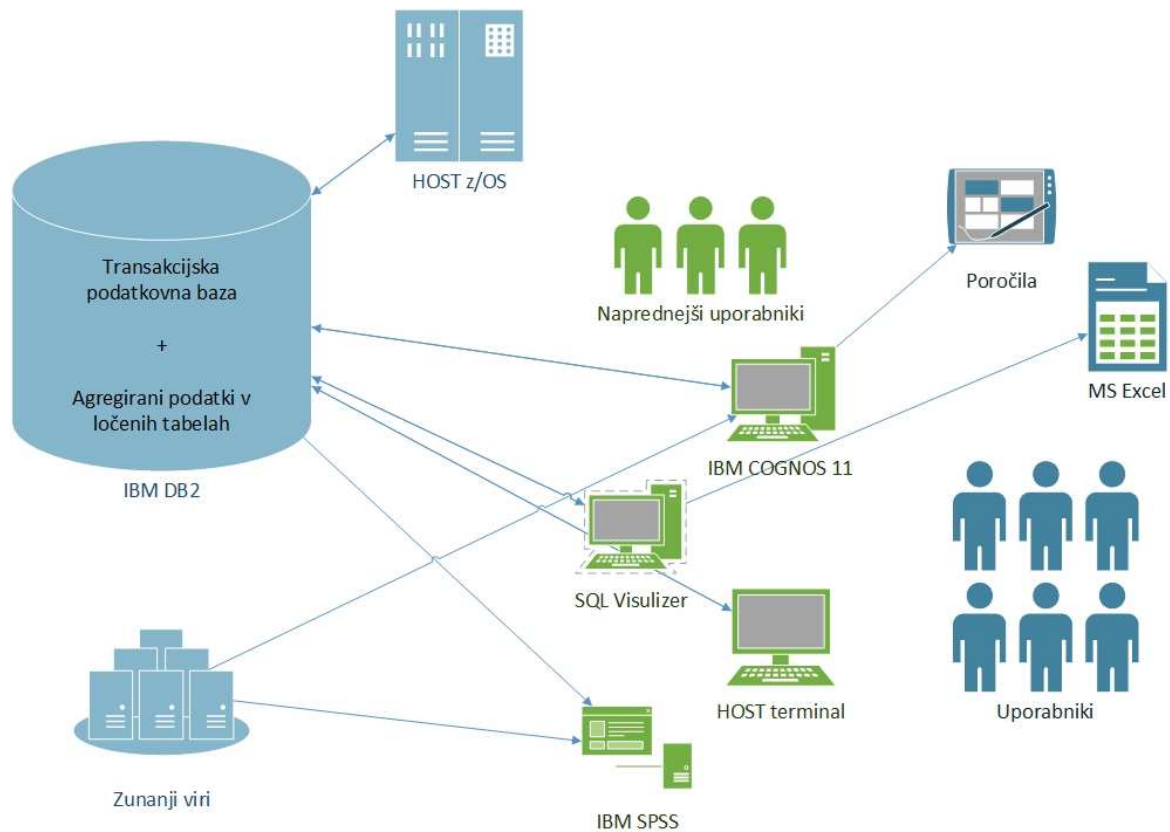 HOST z/OS
Transakcijska
podatkovna baza
+
Agregirani podatki v
ločenih tabelah
IBM DB2
Naprednejši uporabniki
Poročila
MS Excel
IBM COGNOS 11
SQL Visulizer
HOST terminal
Uporabniki
Zunanji viri
IBM SPSS